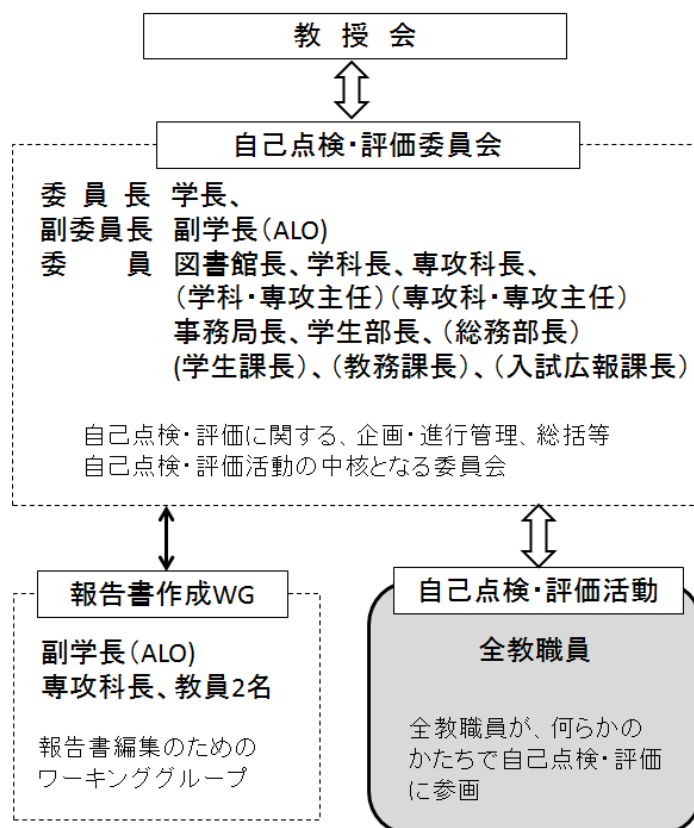 教 授 会
自己点検・評価委員会
委 員 長 学長、
副委員長 副学長(ALO)
委　　員 図書館長、学科長、専攻科長、
(学科・専攻主任)(専攻科・専攻主任)
事務局長、学生部長、(総務部長)
(学生課長)、(教務課長)、(入試広報課長)
自己点検・評価に関する、企画・進行管理、総括等
自己点検・評価活動の中核となる委員会
報告書作成WG
副学長(ALO)
専攻科長、教員2名
報告書編集のための
ワーキンググループ
自己点検・評価活動
全教職員
全教職員が、何らかの
かたちで自己点検・評価
に参画